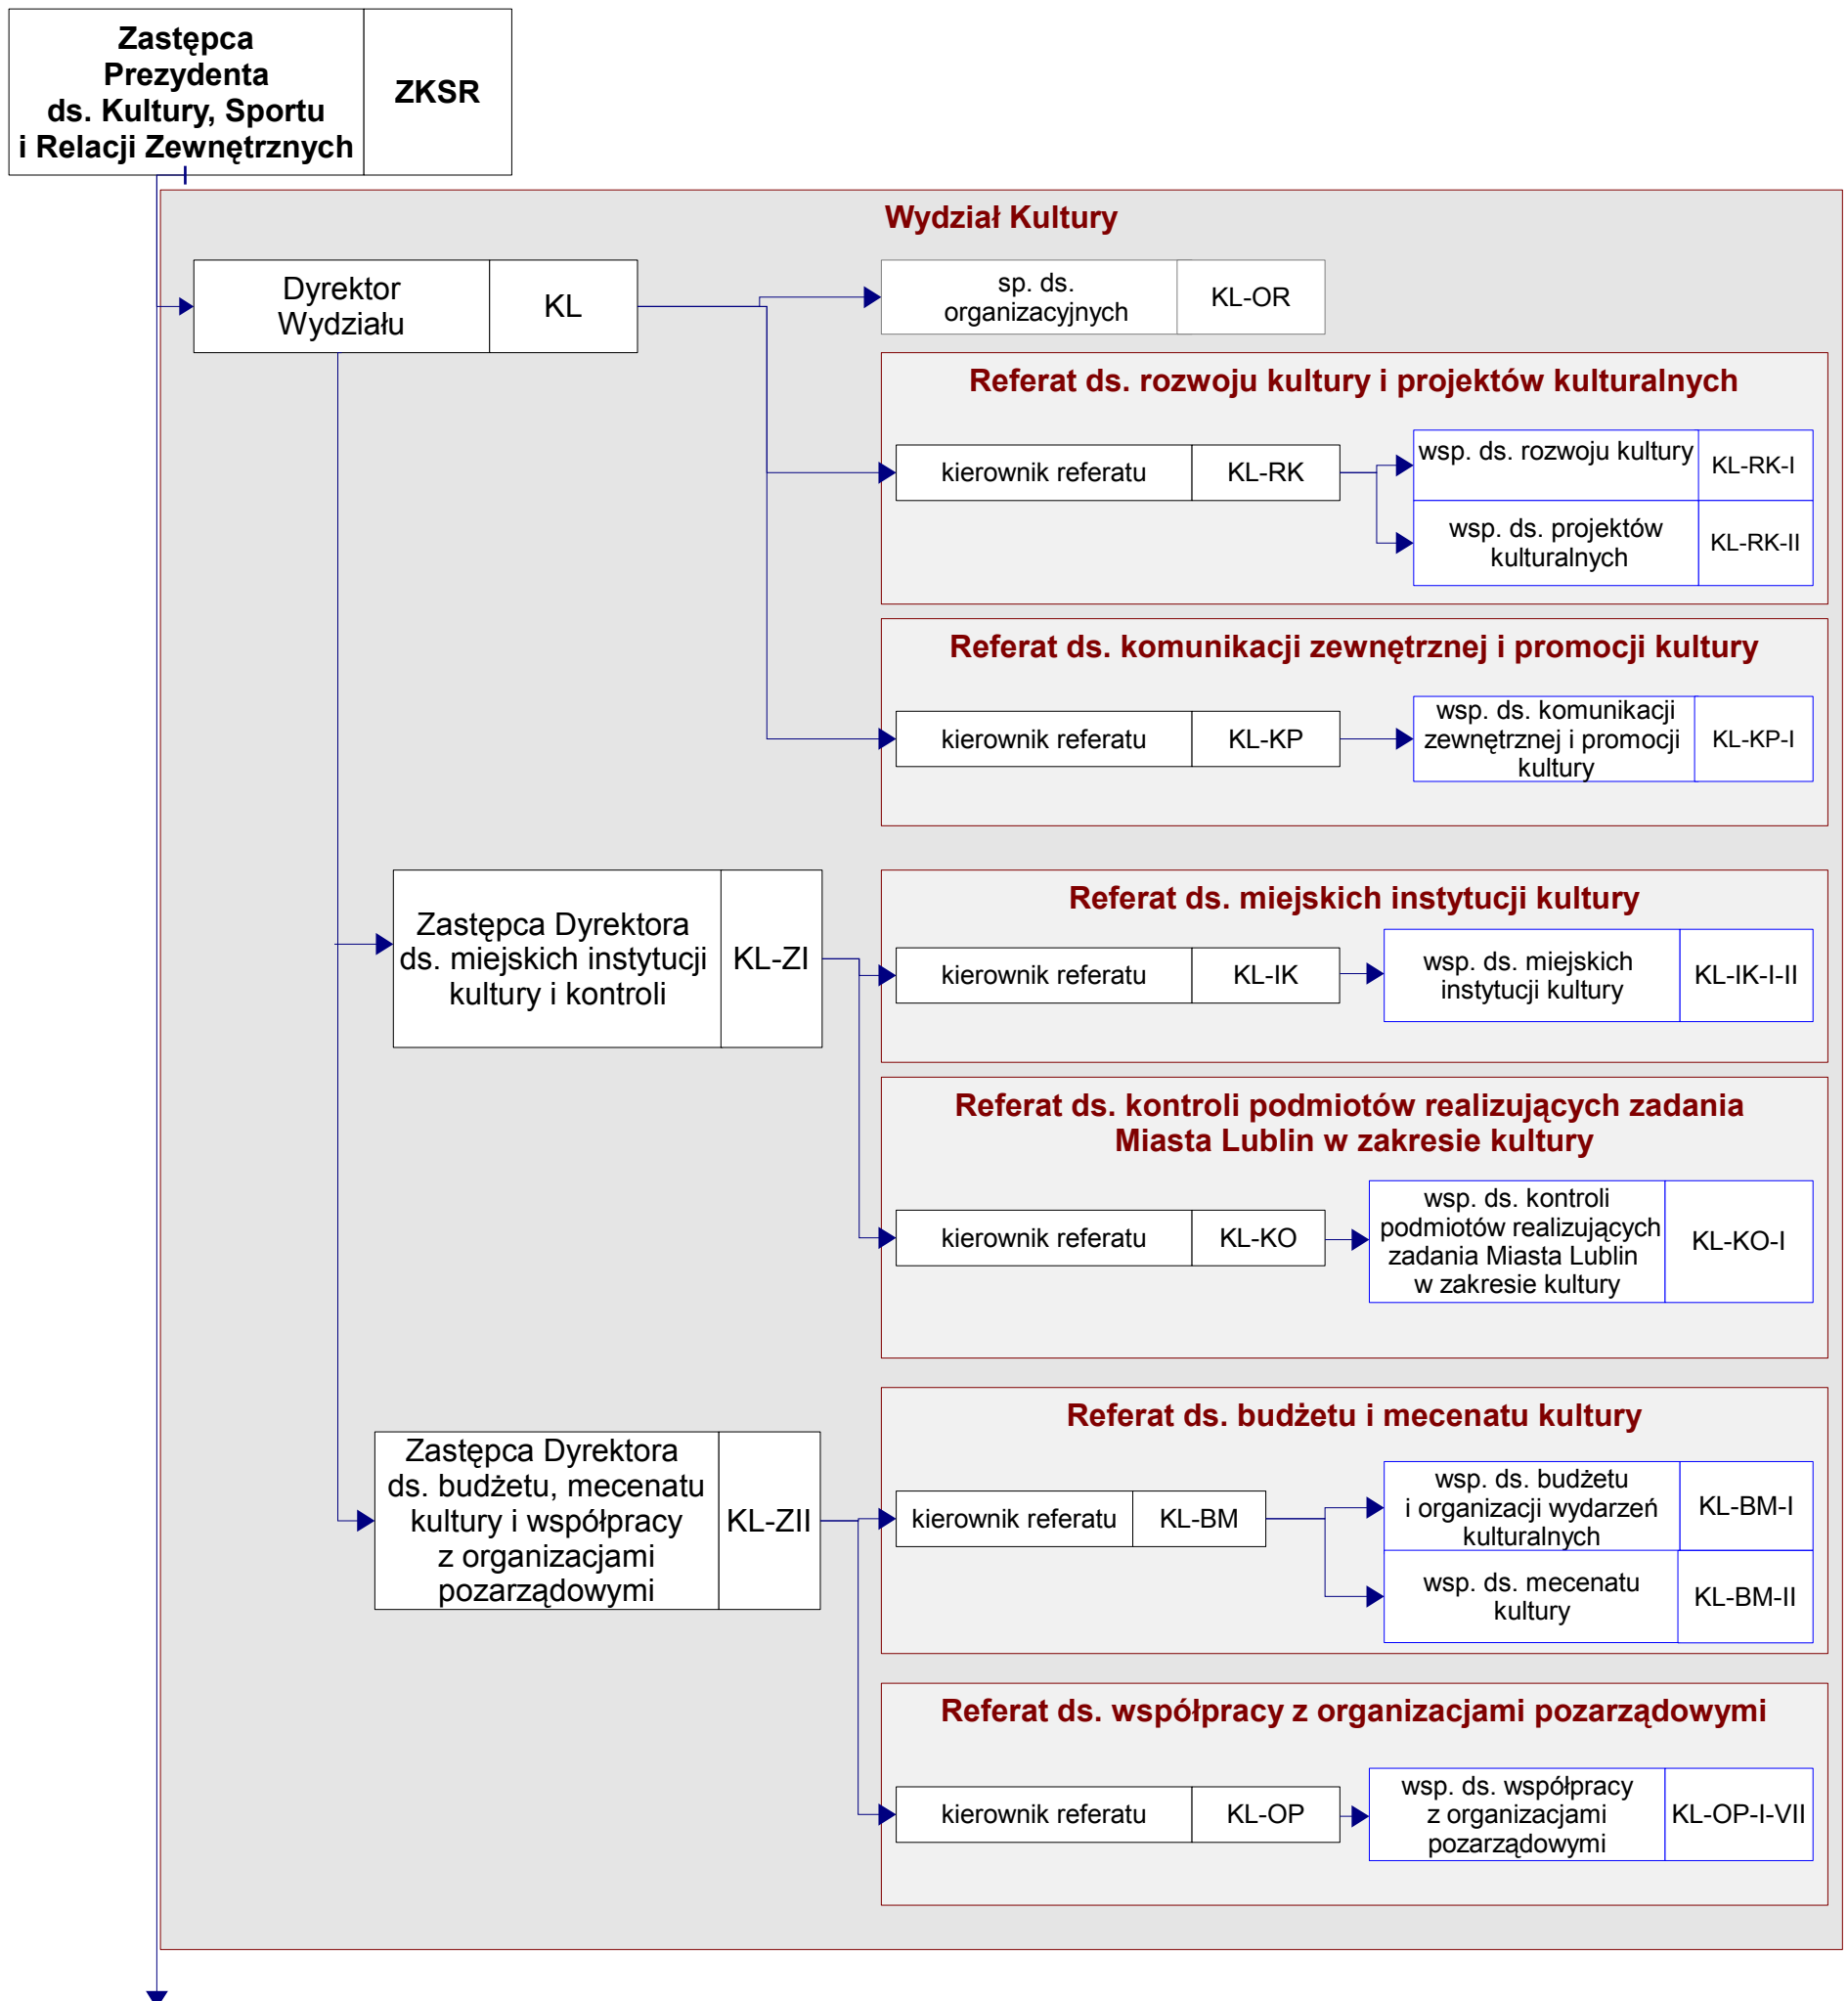 Zastępca
Prezydenta
ds. Kultury, Sportu
i Relacji Zewnętrznych
ZKSR
Wydział Kultury
Dyrektor
Wydziału
KL
sp. ds.
organizacyjnych
KL-OR
Referat ds. rozwoju kultury i projektów kulturalnych
kierownik referatu
KL-RK
wsp. ds. rozwoju kultury
KL-RK-I
wsp. ds. projektów
kulturalnych
KL-RK-II
Referat ds. komunikacji zewnętrznej i promocji kultury
kierownik referatu
KL-KP
wsp. ds. komunikacji
zewnętrznej i promocji
kultury
KL-KP-I
Zastępca Dyrektora
ds. miejskich instytucji
kultury i kontroli
KL-ZI
Referat ds. miejskich instytucji kultury
kierownik referatu
KL-IK
wsp. ds. miejskich
instytucji kultury
KL-IK-I-II
Referat ds. kontroli podmiotów realizujących zadania
Miasta Lublin w zakresie kultury
kierownik referatu
KL-KO
wsp. ds. kontroli
podmiotów realizujących
zadania Miasta Lublin
w zakresie kultury
KL-KO-I
Zastępca Dyrektora
ds. budżetu, mecenatu
kultury i współpracy
z organizacjami
pozarządowymi
KL-ZII
Referat ds. budżetu i mecenatu kultury
kierownik referatu
KL-BM
wsp. ds. budżetu
i organizacji wydarzeń
kulturalnych
KL-BM-I
wsp. ds. mecenatu
kultury
KL-BM-II
Referat ds. współpracy z organizacjami pozarządowymi
kierownik referatu
KL-OP
wsp. ds. współpracy
z organizacjami
pozarządowymi
KL-OP-I-VII